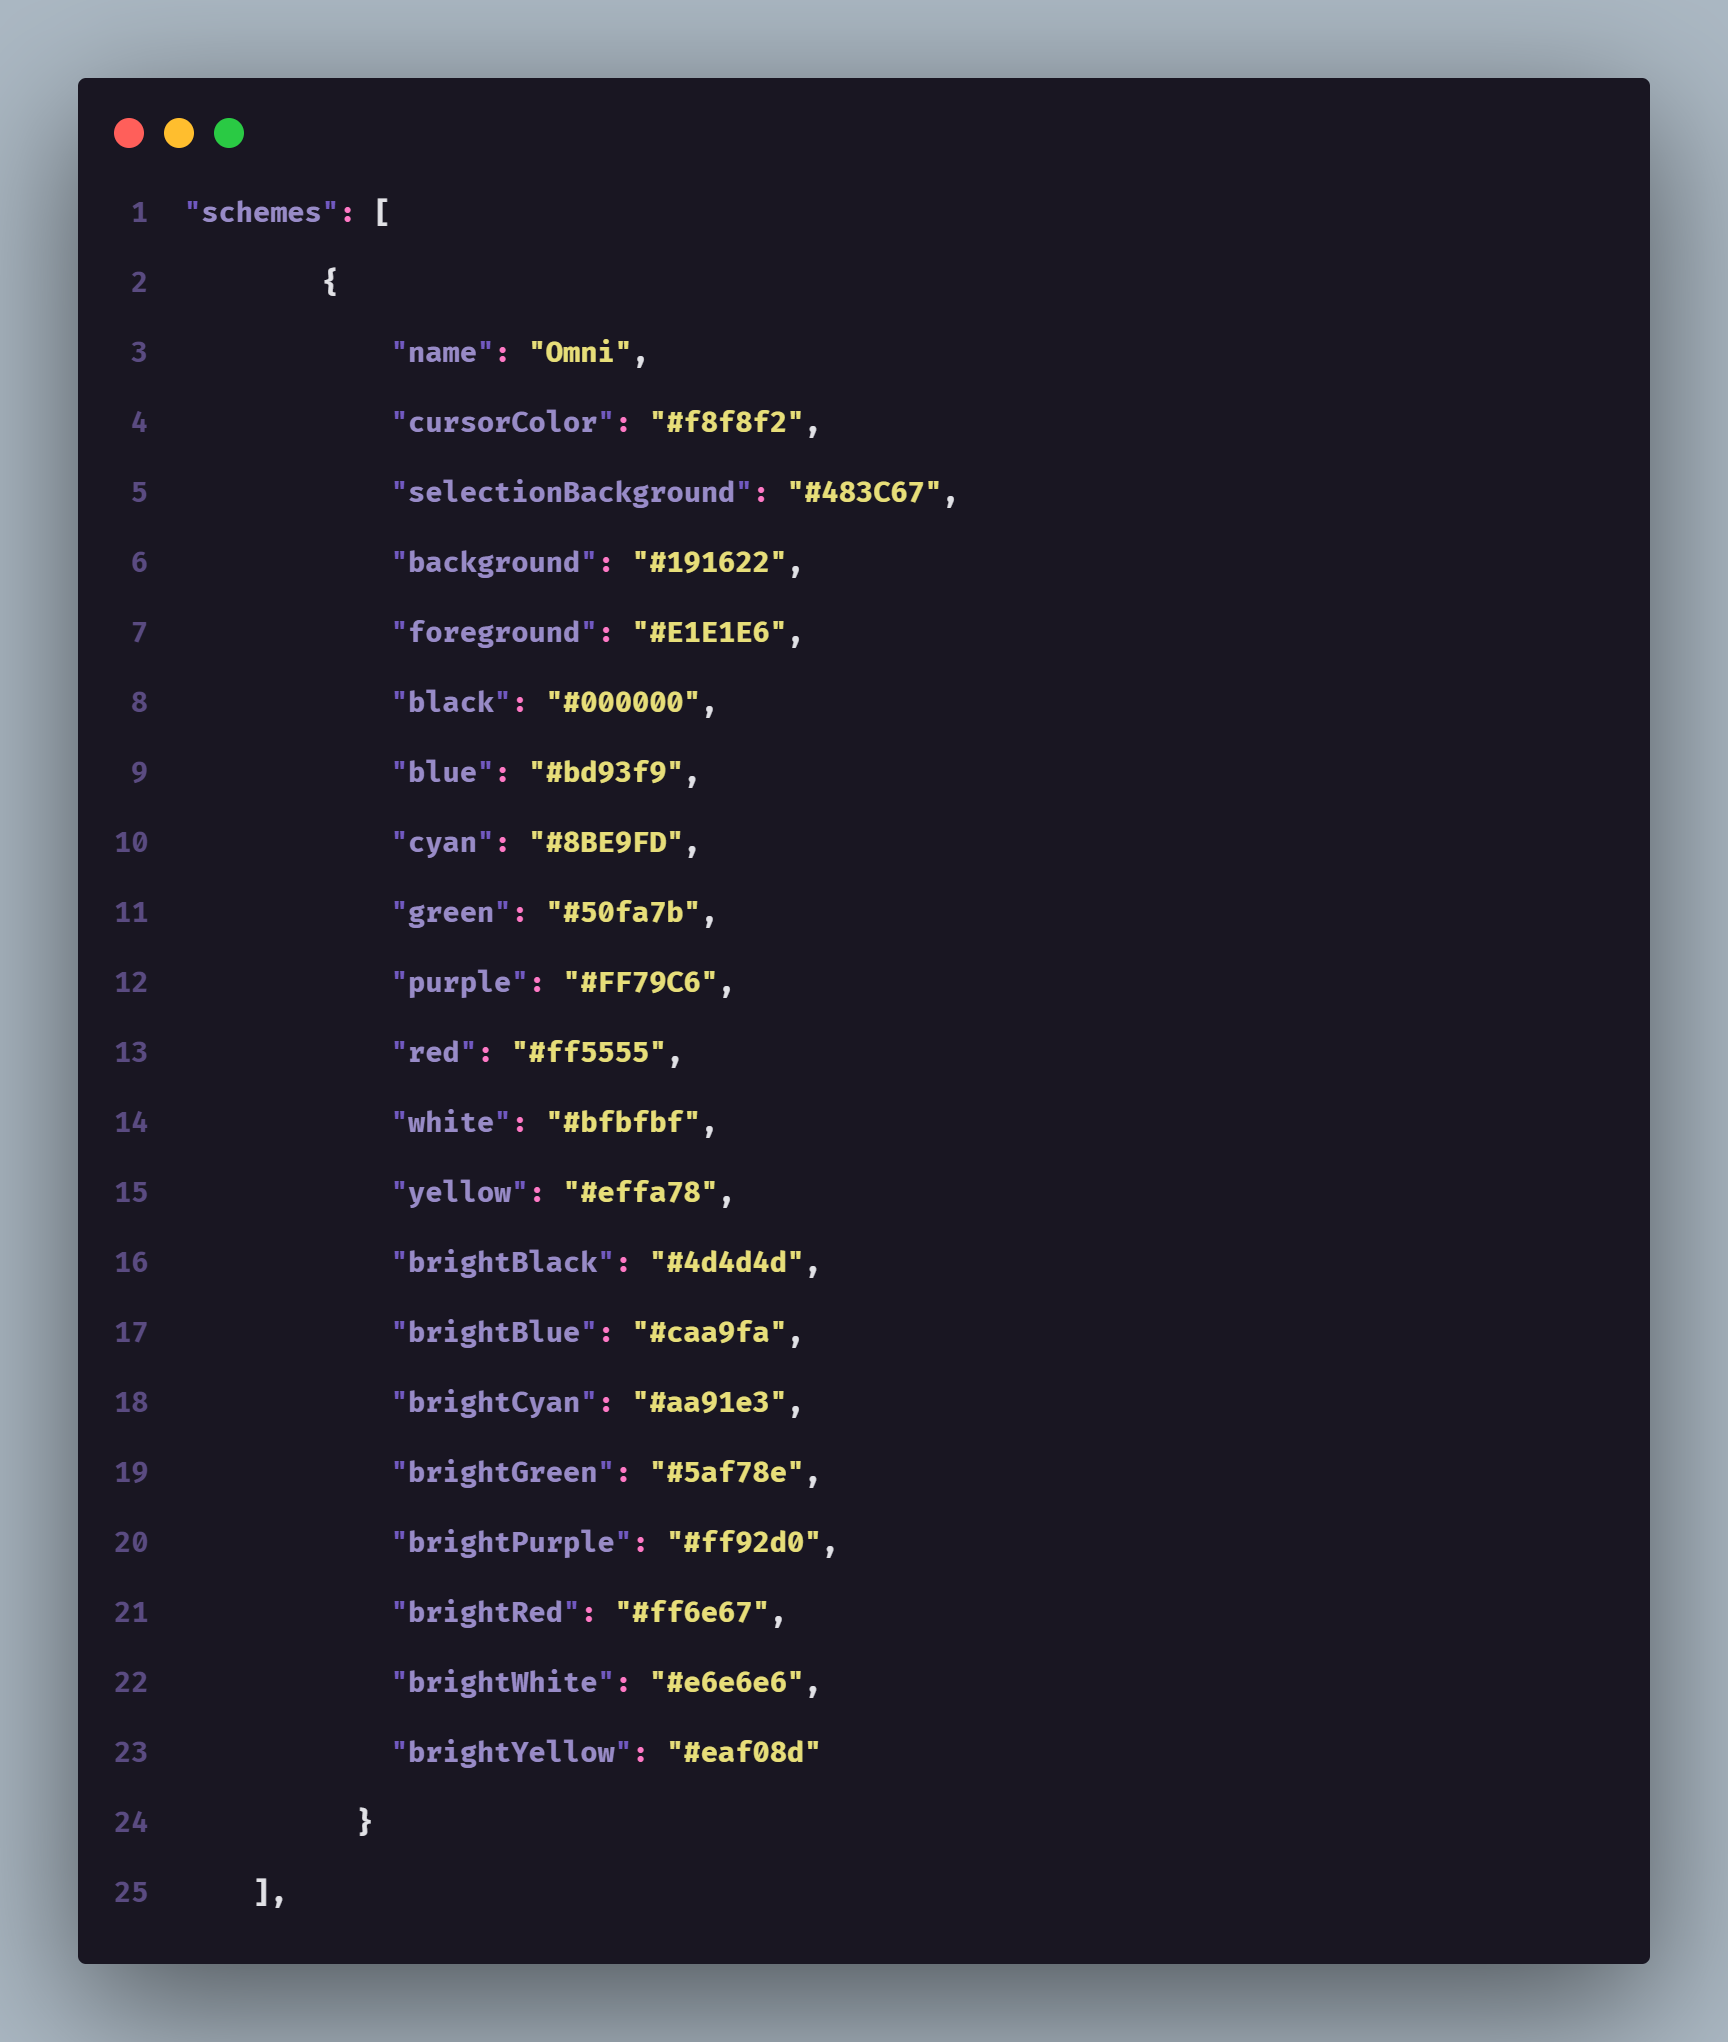 1 "schemes": [
2 {
3 "name": "Omni",
4 "cursorColor": "#f8f8f2",
5 "selectionBackground": "#483C67",
6 "background": "#191622",
7 "foreground": "#E1E1E6",
8 "black": "#000000",
9 "blue": "#bd93f9",
10 "cyan": "#8BE9FD",
11 "green": "#50fa7b",
12 "purple": "#FF79C6",
13 "red": "#ff5555",
14 "white": "#bfbfbf",
15 "yellow": "#effa78",
16 "brightBlack": "#4d4d4d",
17 "brightBlue": "#caa9fa",
18 "brightCyan": "#aa91e3",
19 "brightGreen": "#5af78e",
20 "brightPurple": "#ff92d0",
21 "brightRed": "#ff6e67",
22 "brightWhite": "#e6e6e6",
23 "brightYellow": "#eaf08d"
24 }
25 ],